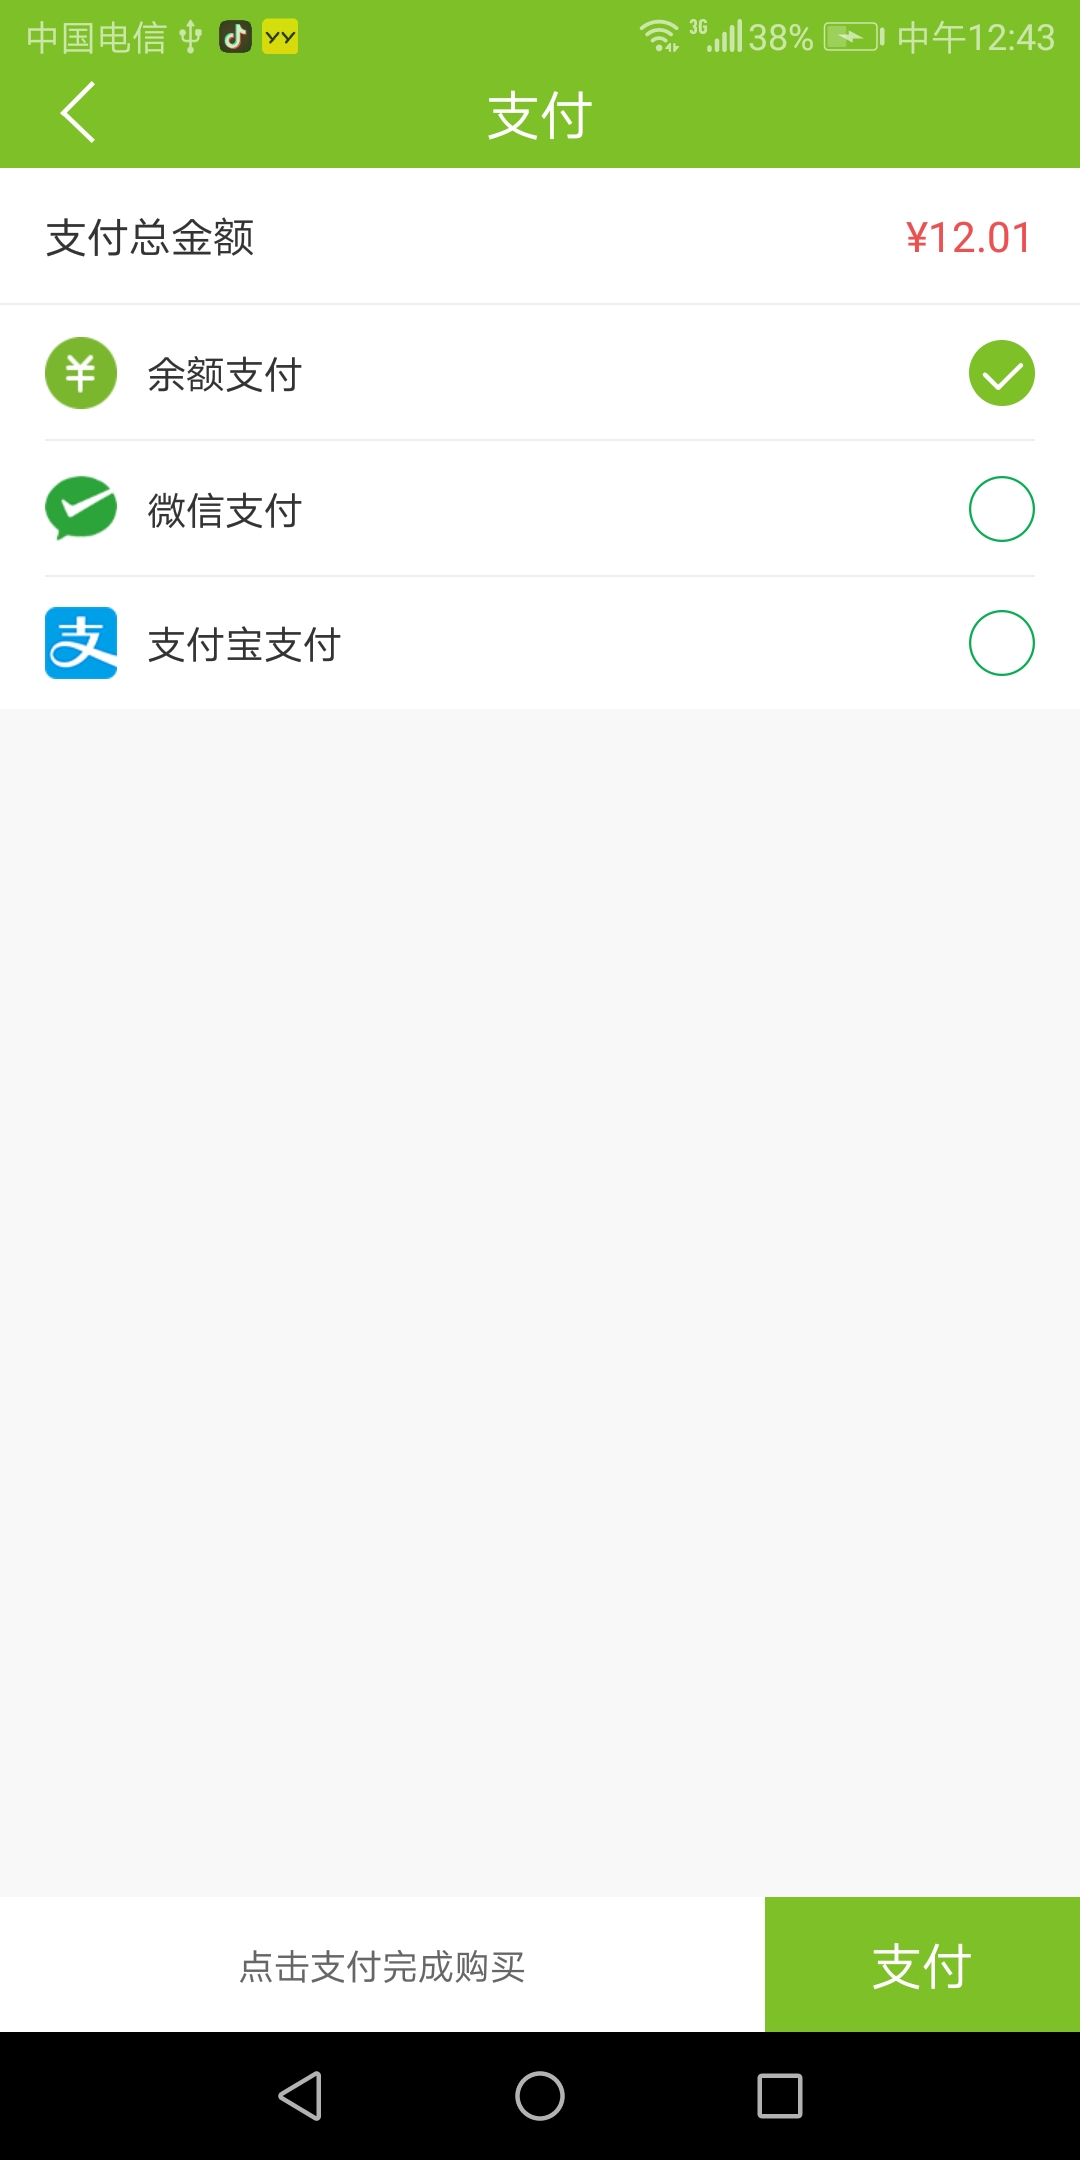 中国电信 3G 38% 中午12:43
支付
支付总金额 ¥12.01
余额支付
微信支付
支付宝支付
点击支付完成购买 支付